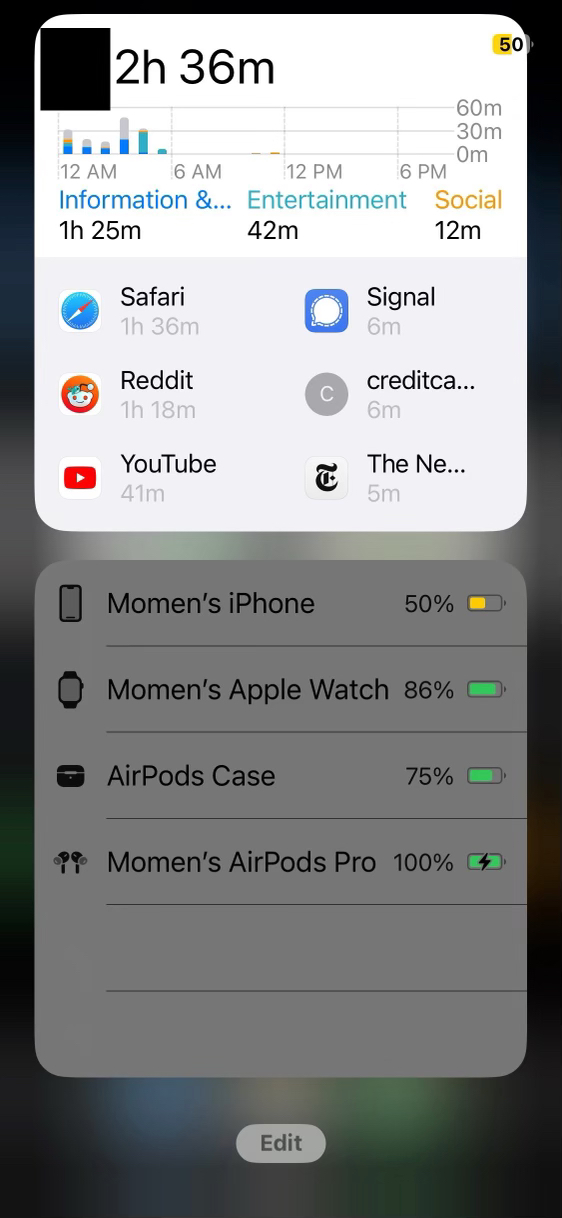 50
2h 36m
60m
30m
0m
12 AM 6 AM 12 PM 6 PM
Information &... Entertainment Social
1h 25m 42m 12m
Safari Signal
1h 36m 6m
Reddit C creditca...
1h 18m 6m
YouTube The Ne...
41m 5m
Momen's iPhone 50%
Momen's Apple Watch 86%
AirPods Case 75%
Momen's AirPods Pro 100%
Edit